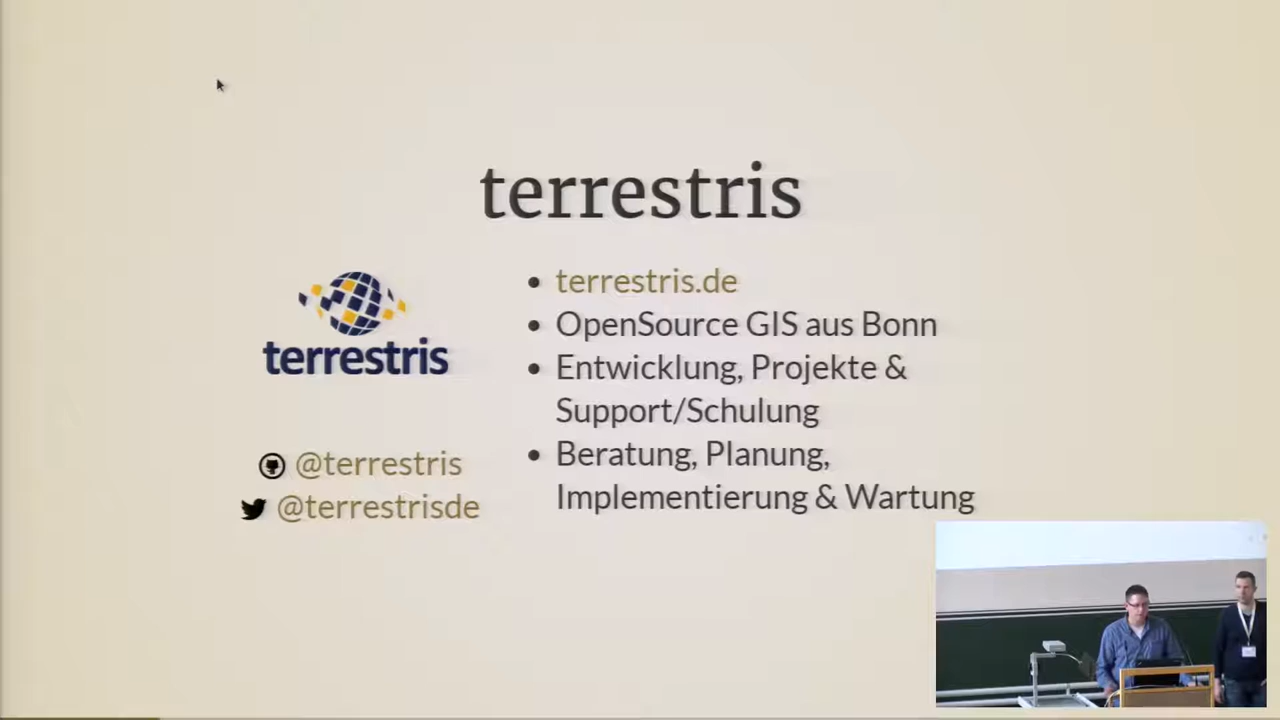 terrestris
terrestris
@terrestris
@terrestrisde
terrestris.de
OpenSource GIS aus Bonn
Entwicklung, Projekte &
Support/Schulung
Beratung, Planung,
Implementierung & Wartung